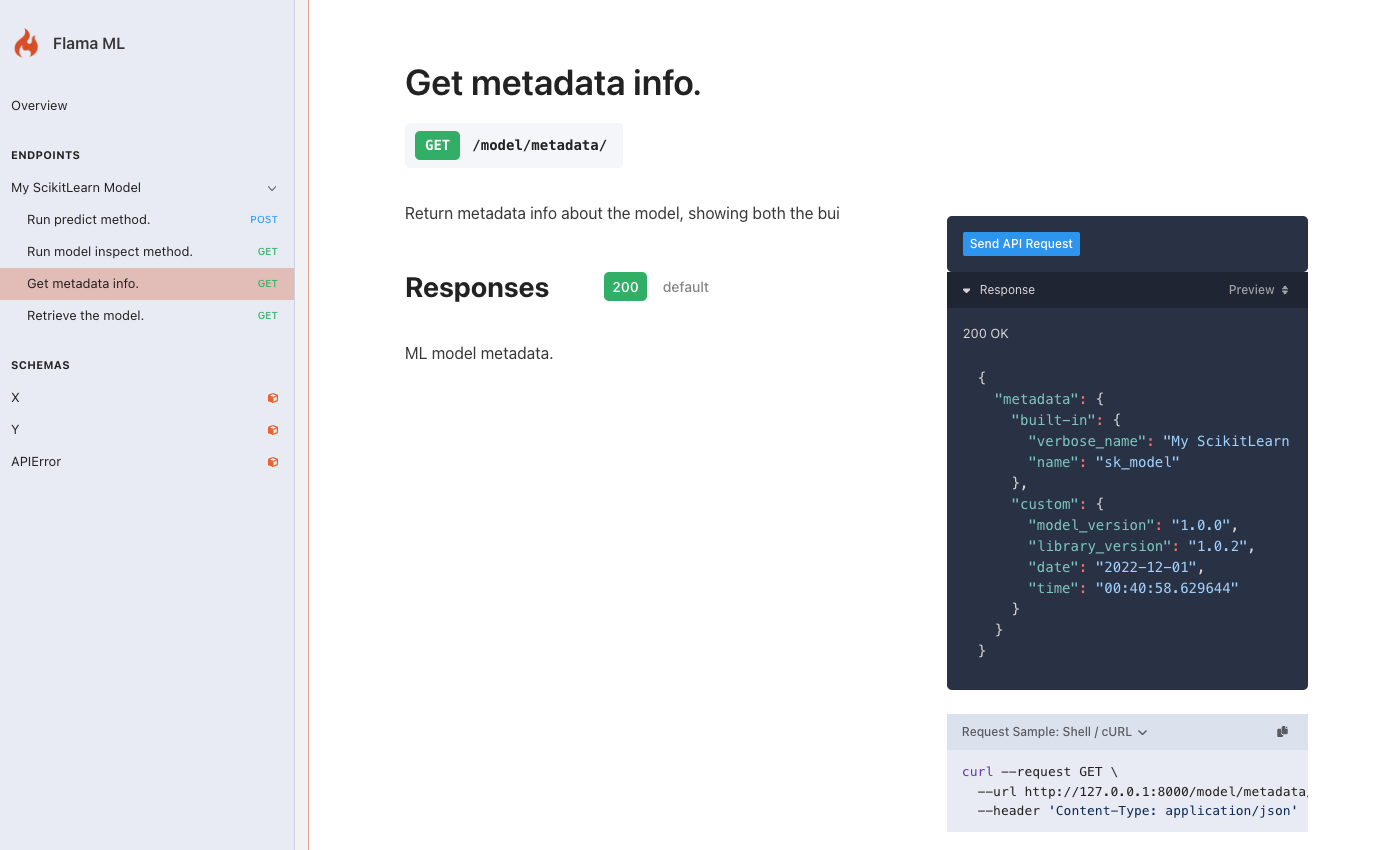 Flama ML
Overview
ENDPOINTS
My ScikitLearn Model
Run predict method. POST
Run model inspect method. GET
Get metadata info. GET
Retrieve the model. GET
SCHEMAS
X
Y
APIError
Get metadata info.
GET /model/metadata/
Return metadata info about the model, showing both the bui
Responses 200 default
ML model metadata.
Send API Request
Response Preview
200 OK
{
"metadata": {
"built-in": {
"verbose_name": "My ScikitLearn
"name": "sk_model"
},
"custom": {
"model_version": "1.0.0",
"library_version": "1.0.2",
"date": "2022-12-01",
"time": "00:40:58.629644"
}
}
}
Request Sample: Shell / cURL
curl --request GET \
--url http://127.0.0.1:8000/model/metadata/
--header 'Content-Type: application/json'